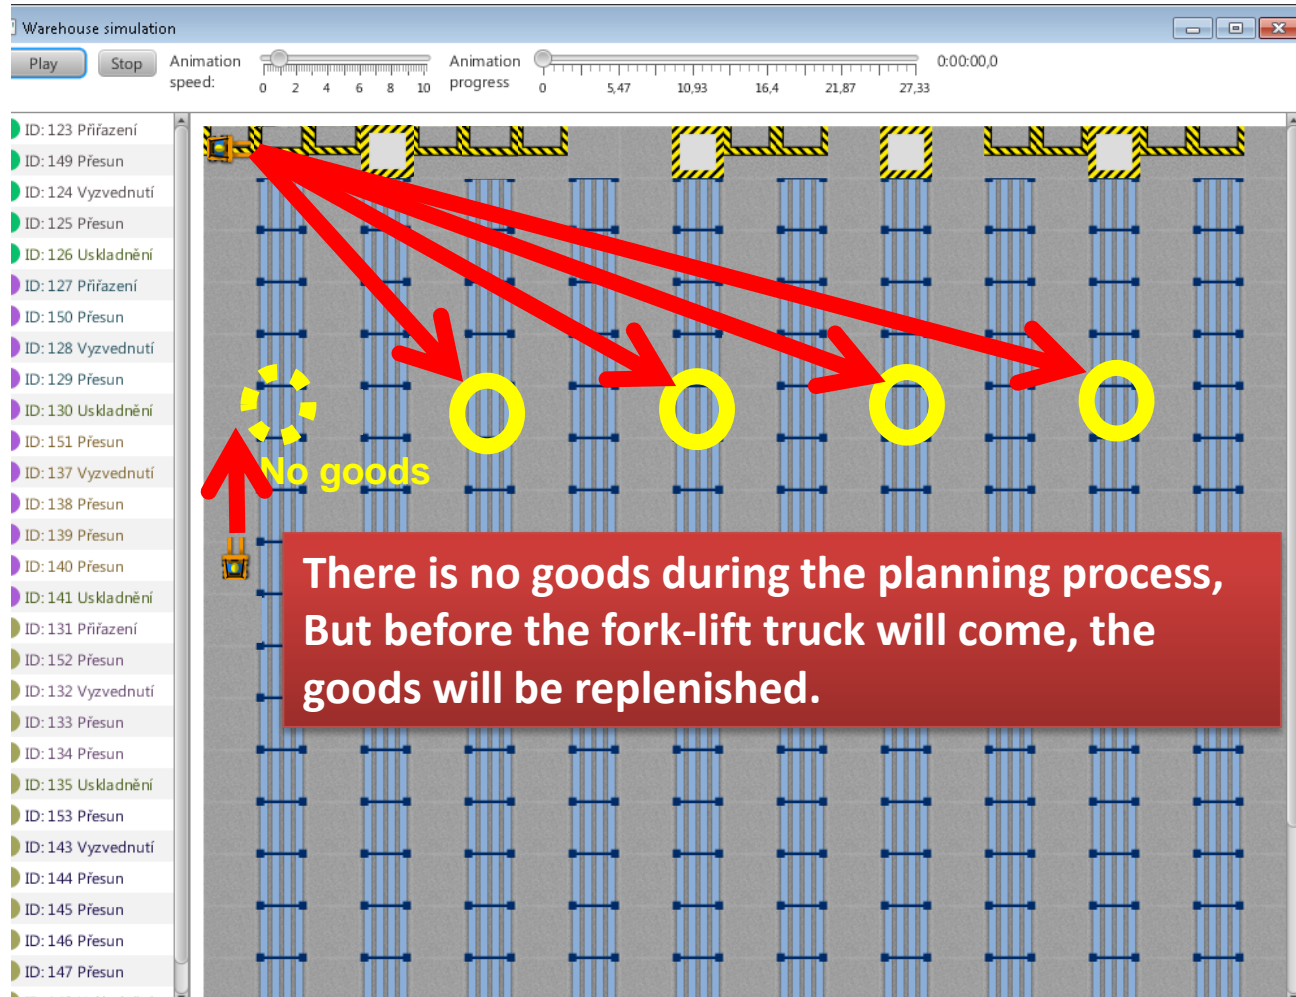 Warehouse simulation
Play
Stop
Animation speed:
0 2 4 6 8 10
Animation progress
0 5,47 10,93 16,4 21,87 27,33
0:00:00,0
ID: 123 Přiřazení
ID: 149 Přesun
ID: 124 Vyzvednutí
ID: 125 Přesun
ID: 126 Uskladnění
ID: 127 Přiřazení
ID: 150 Přesun
ID: 128 Vyzvednutí
ID: 129 Přesun
ID: 130 Uskladnění
ID: 151 Přesun
ID: 137 Vyzvednutí
ID: 138 Přesun
ID: 139 Přesun
ID: 140 Přesun
ID: 141 Uskladnění
ID: 131 Přiřazení
ID: 152 Přesun
ID: 132 Vyzvednutí
ID: 133 Přesun
ID: 134 Přesun
ID: 135 Uskladnění
ID: 153 Přesun
ID: 143 Vyzvednutí
ID: 144 Přesun
ID: 145 Přesun
ID: 146 Přesun
ID: 147 Přesun
No goods
There is no goods during the planning process,
But before the fork-lift truck will come, the
goods will be replenished.